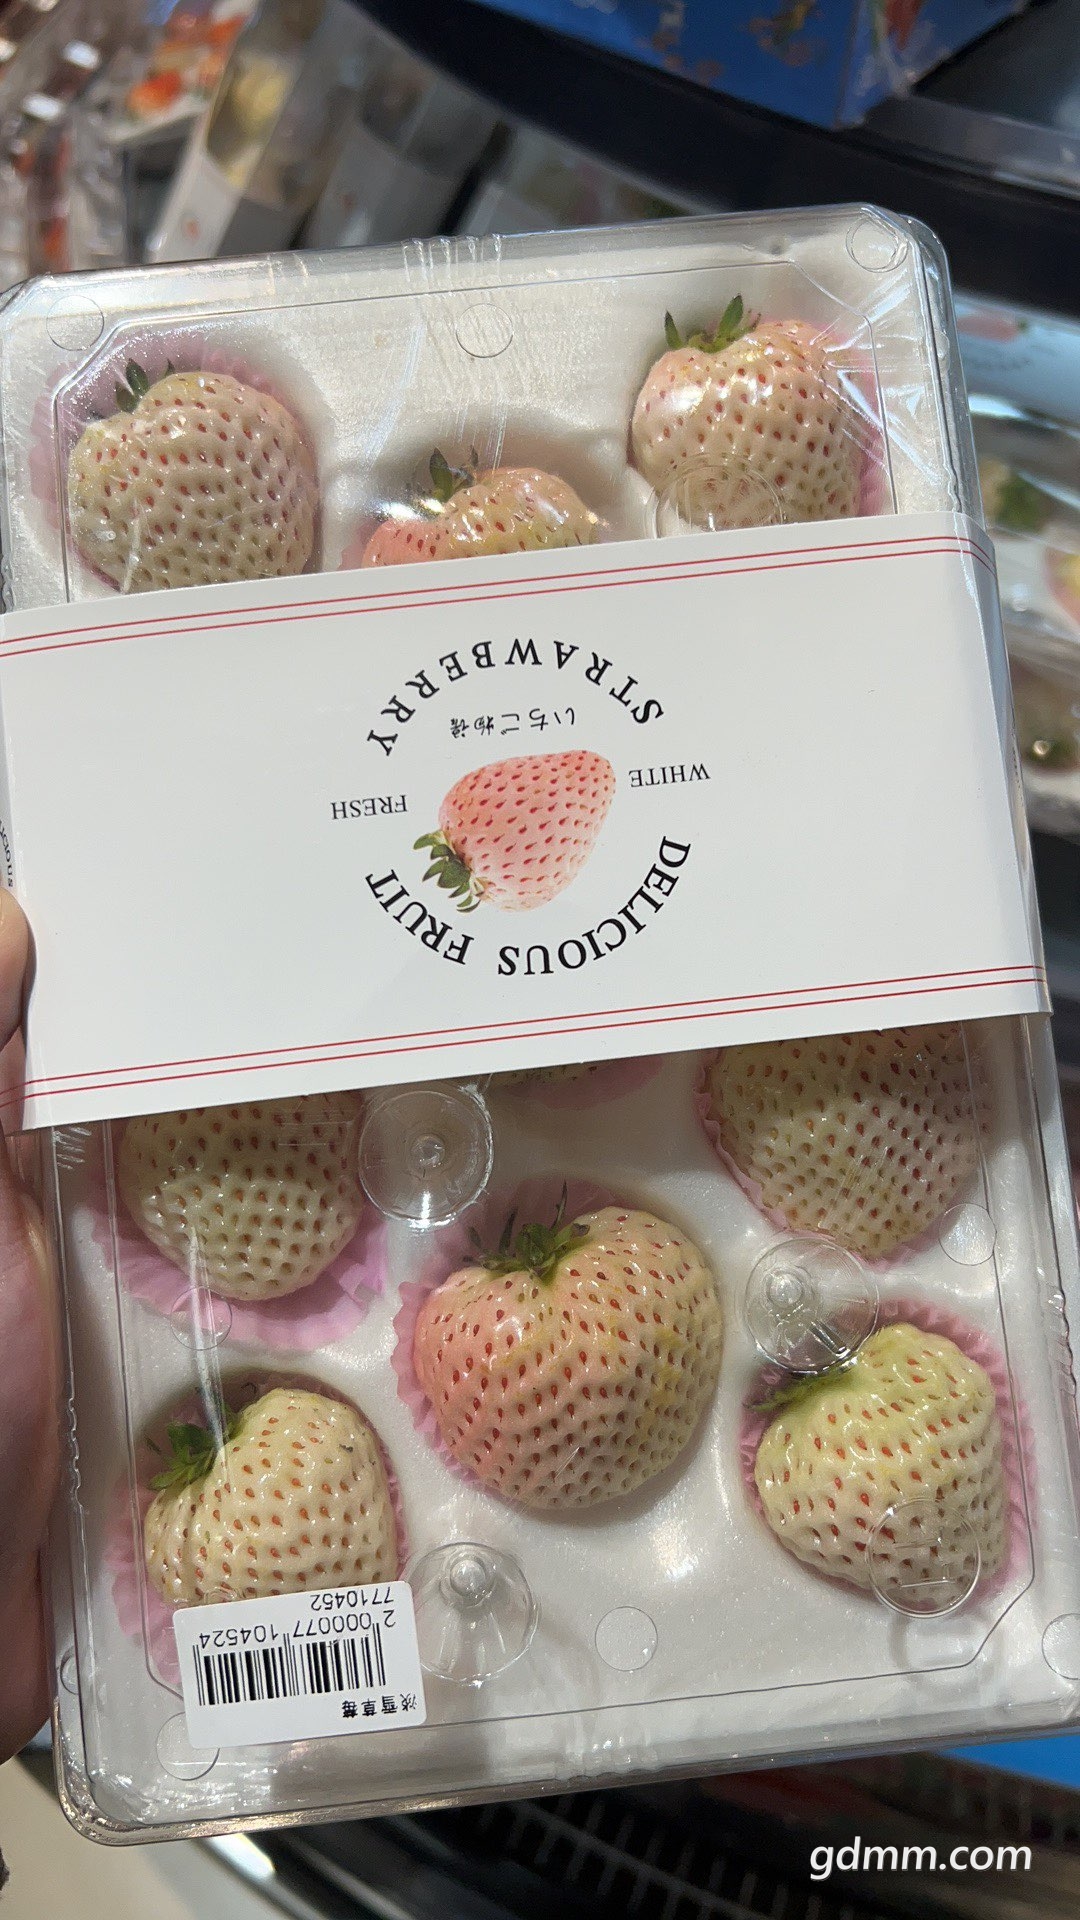 STRAWBERRY
いちご物語
WHITE
FRESH
DELICIOUS FRUIT
淡雪草莓
2 000077 104524
7710452
gdmm.com